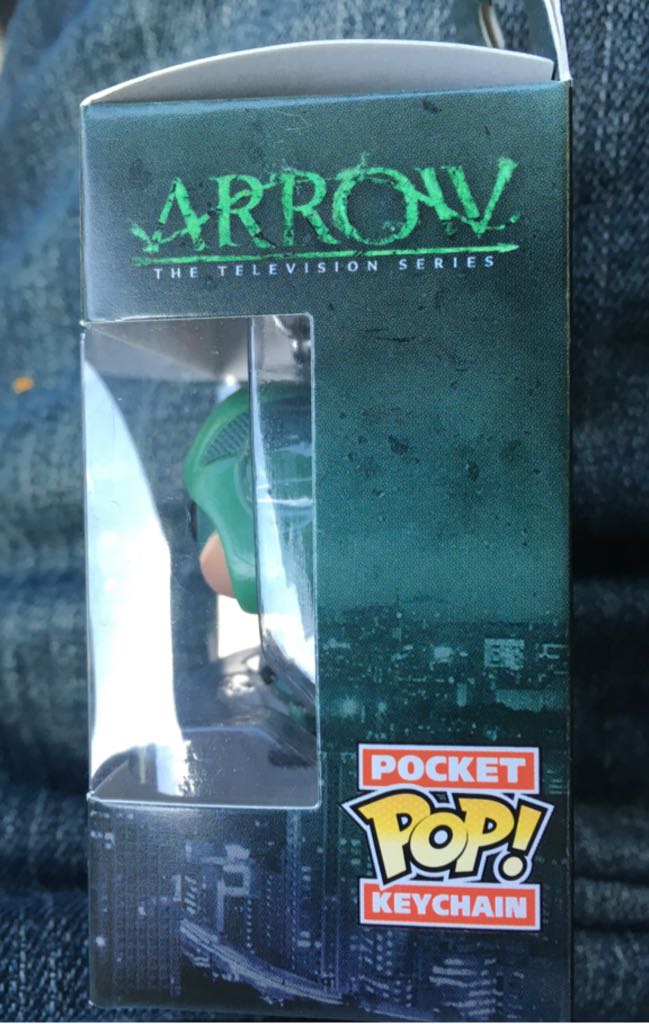 ARROW
THE TELEVISION SERIES
POCKET
POP!
KEYCHAIN